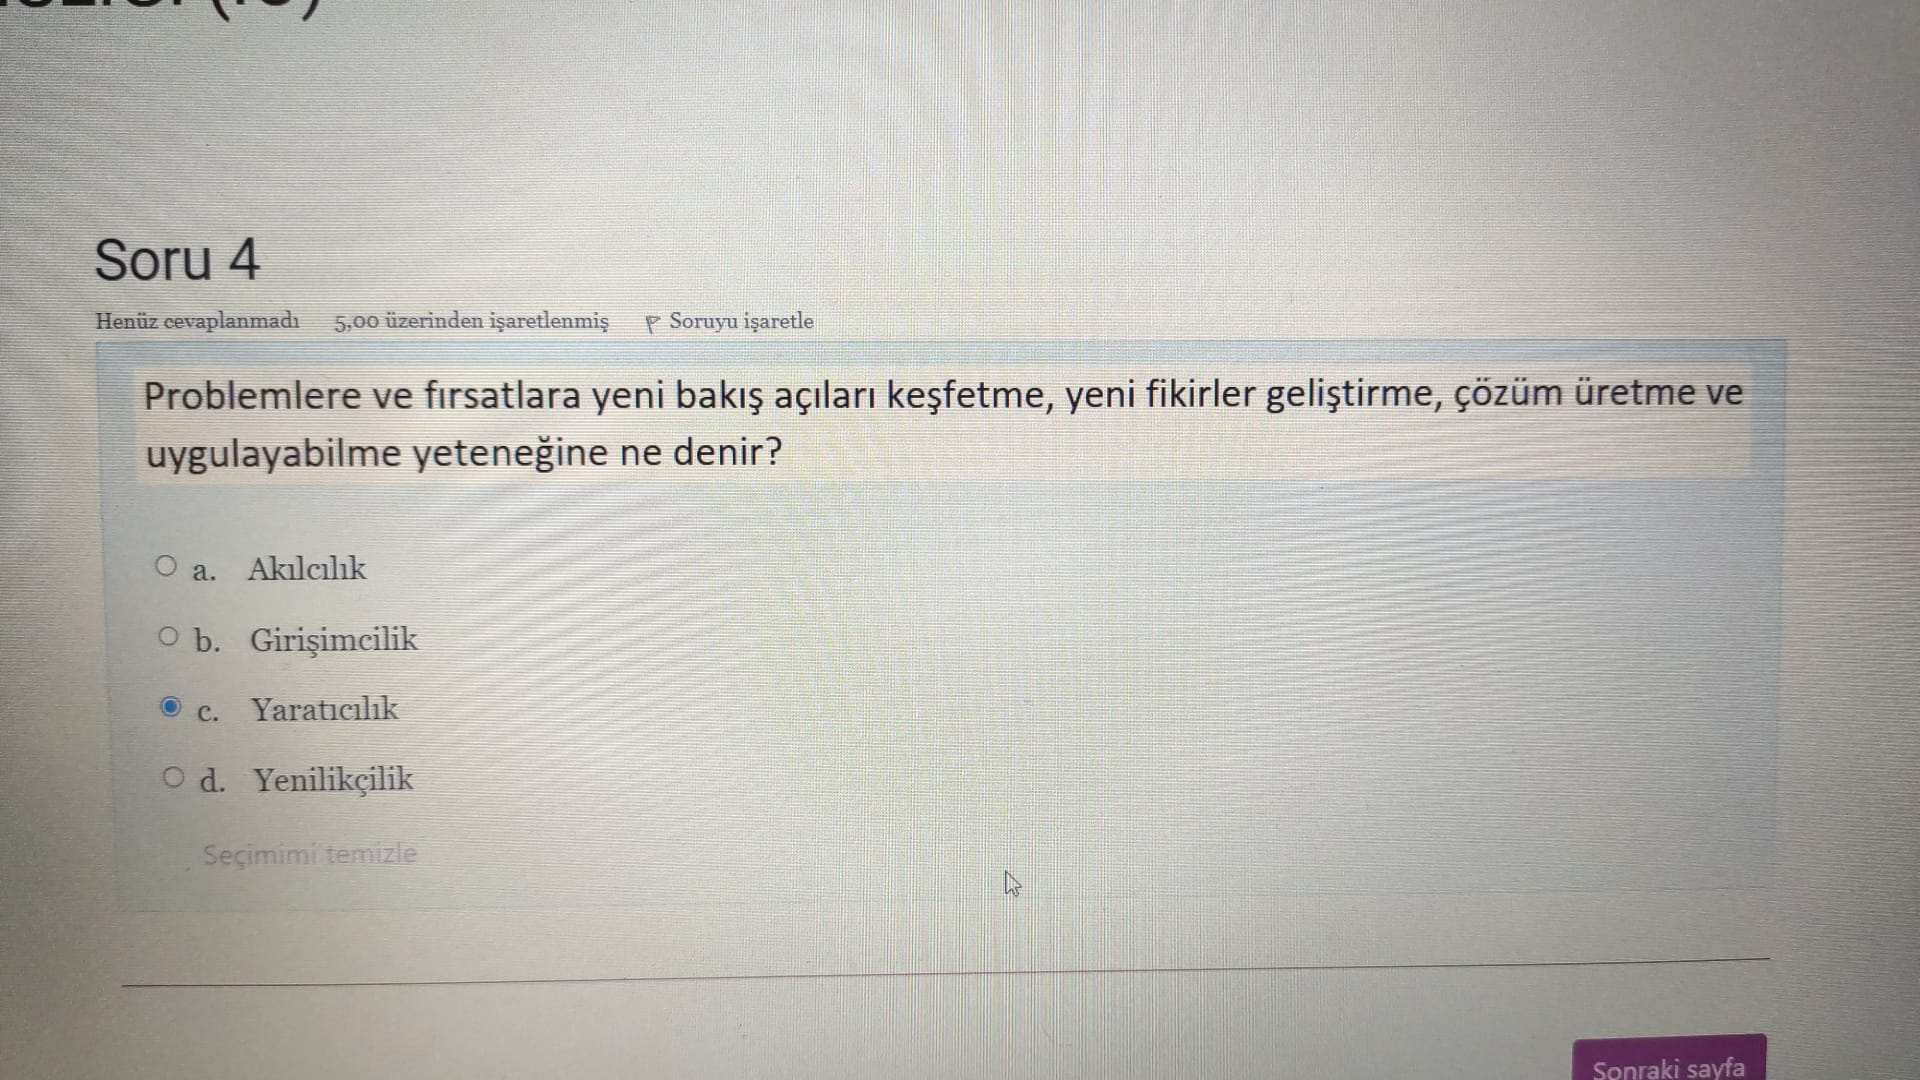 Soru 4
Henüz cevaplanmadı 5,00 üzerinden işaretlenmiş Soruyu işaretle
Problemlere ve fırsatlara yeni bakış açıları keşfetme, yeni fikirler geliştirme, çözüm üretme ve
uygulayabilme yeteneğine ne denir?
a. Akılcılık
b. Girişimcilik
c. Yaratıcılık
d. Yenilikçilik
Seçimimi temizle
Sonraki sayfa